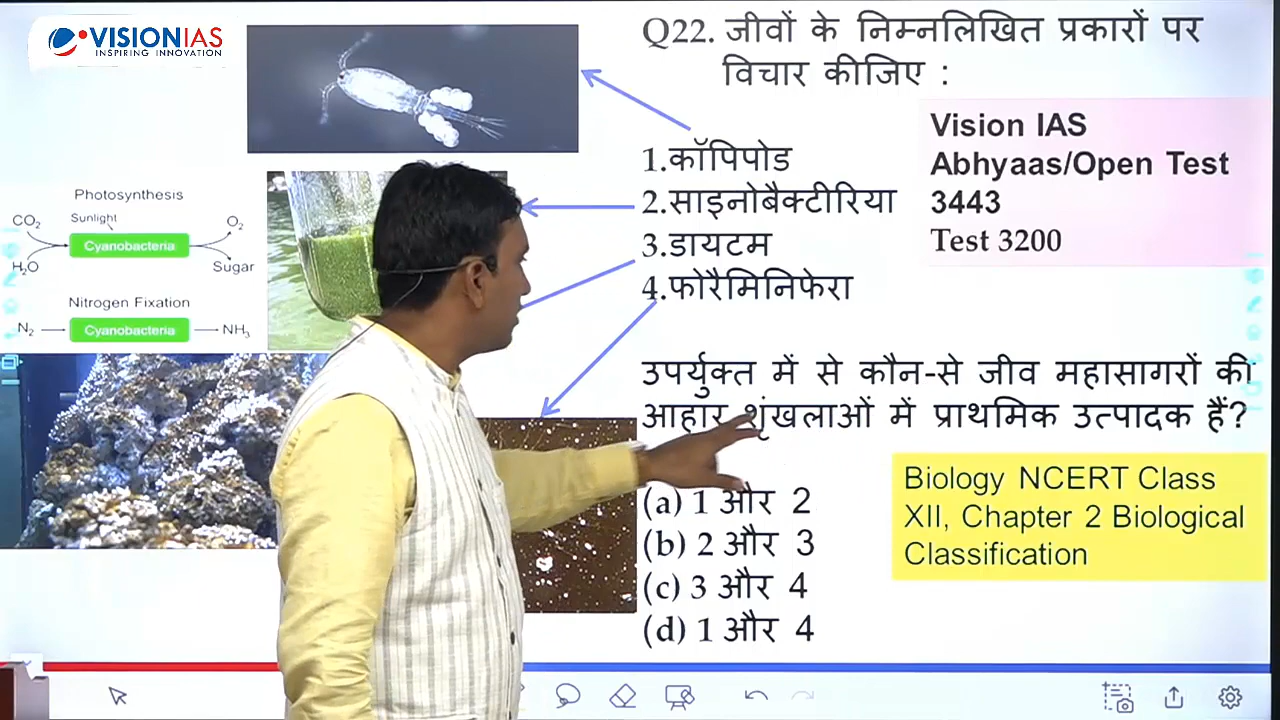 VISIONIAS
INSPIRING INNOVATION
Q22. जीवों के निम्नलिखित प्रकारों पर
विचार कीजिए :
1.कॉपिपोड
2.साइनोबैक्टीरिया
3.डायटम
4.फोरैमिनिफेरा
Vision IAS
Abhyaas/Open Test
3443
Test 3200
Photosynthesis
CO2
Sunlight
O2
Cyanobacteria
H2O
Sugar
Nitrogen Fixation
N2
Cyanobacteria
NH3
उपर्युक्त में से कौन-से जीव महासागरों की
आहार शृंखलाओं में प्राथमिक उत्पादक हैं?
(a) 1 और 2
(b) 2 और 3
(c) 3 और 4
(d) 1 और 4
Biology NCERT Class
XII, Chapter 2 Biological
Classification